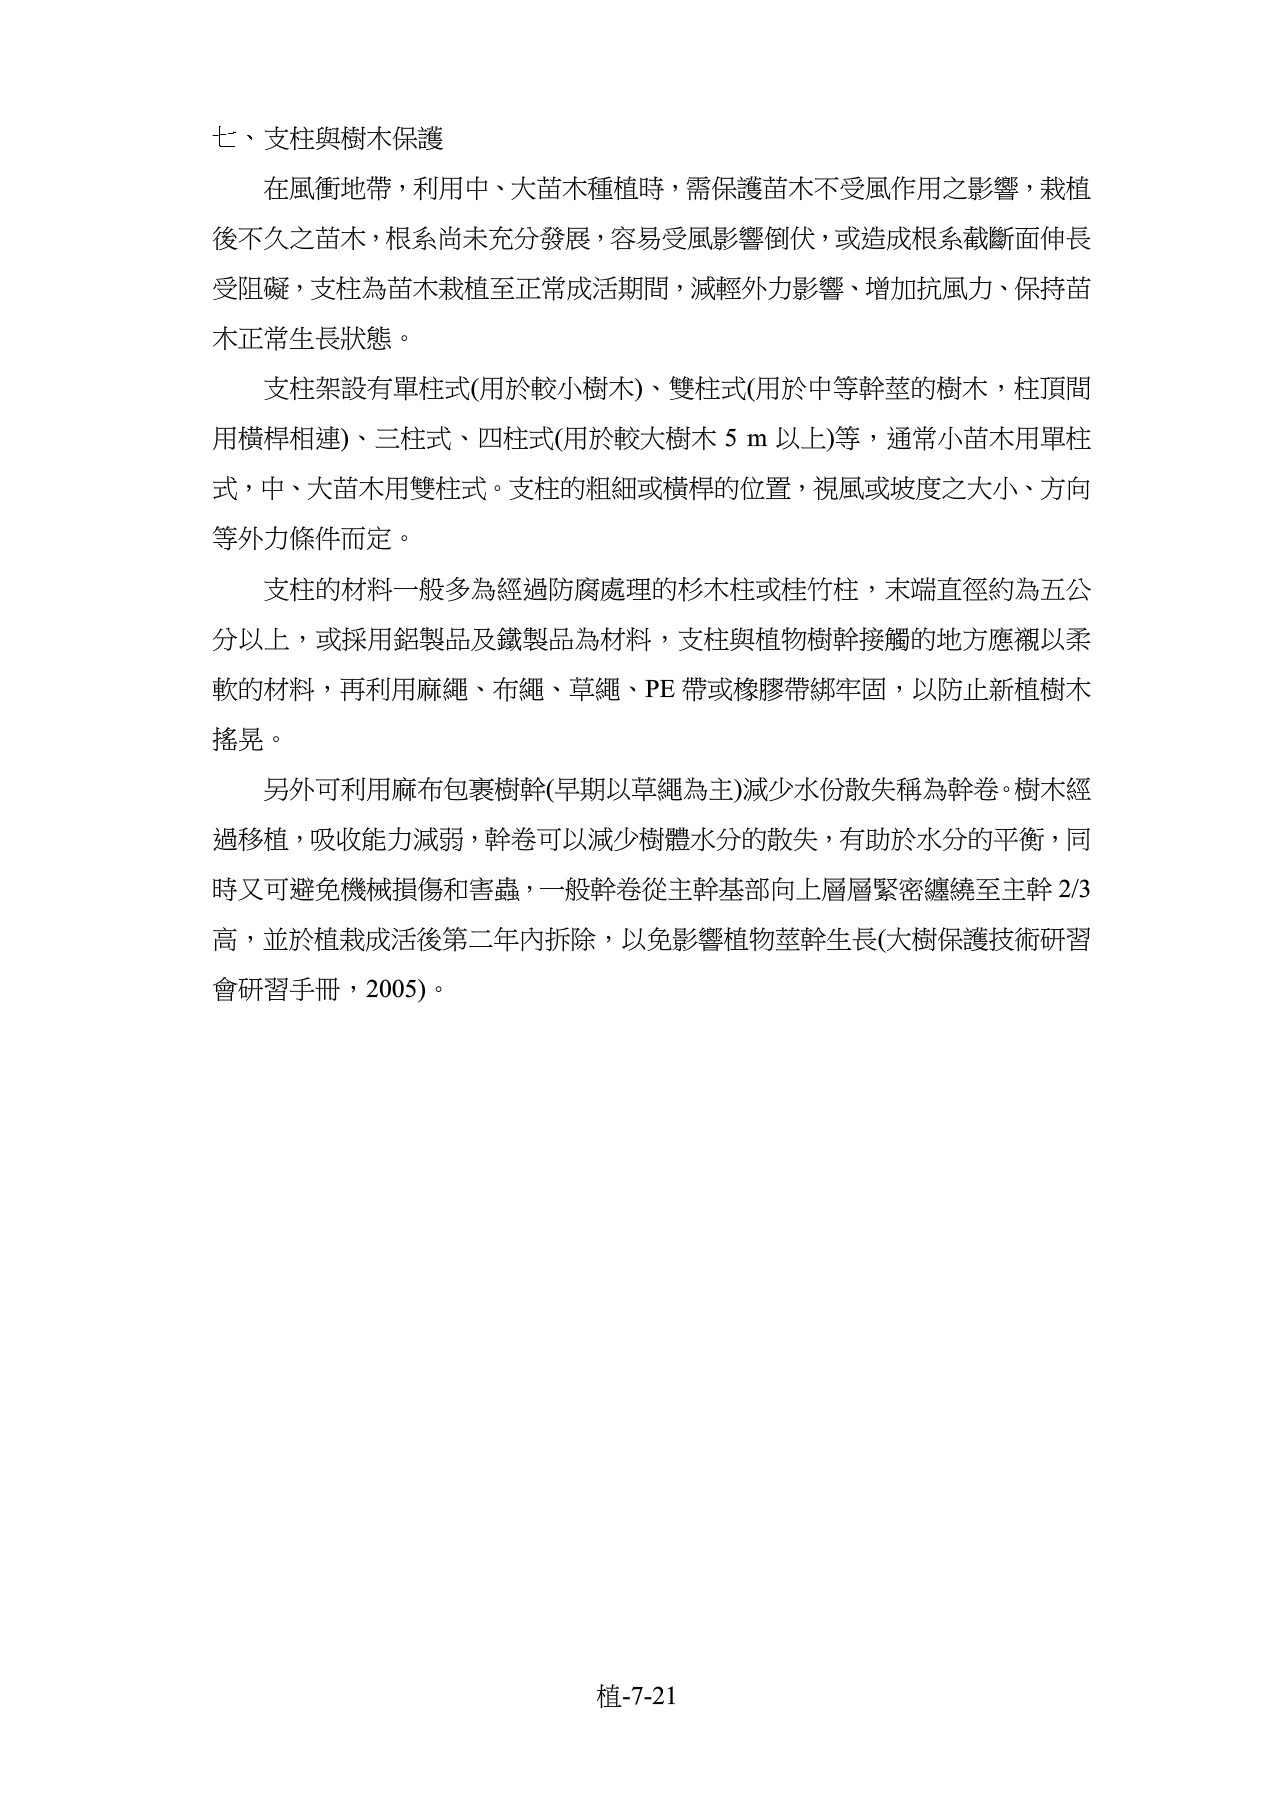 七、支柱與樹木保護
在風衝地帶，利用中、大苗木種植時，需保護苗木不受風作用之影響，栽植
後不久之苗木，根系尚未充分發展，容易受風影響倒伏，或造成根系截斷面伸長
受阻礙，支柱為苗木栽植至正常成活期間，減輕外力影響、增加抗風力、保持苗
木正常生長狀態。
支柱架設有單柱式(用於較小樹木)、雙柱式(用於中等幹莖的樹木，柱頂間
用橫桿相連)、三柱式、四柱式(用於較大樹木 5 m 以上)等，通常小苗木用單柱
式，中、大苗木用雙柱式。支柱的粗細或橫桿的位置，視風或坡度之大小、方向
等外力條件而定。
支柱的材料一般多為經過防腐處理的杉木柱或桂竹柱，末端直徑約為五公
分以上，或採用鋁製品及鐵製品為材料，支柱與植物樹幹接觸的地方應襯以柔
軟的材料，再利用麻繩、布繩、草繩、PE 帶或橡膠帶綁牢固，以防止新植樹木
搖晃。
另外可利用麻布包裹樹幹(早期以草繩為主)減少水份散失稱為幹卷。樹木經
過移植，吸收能力減弱，幹卷可以減少樹體水分的散失，有助於水分的平衡，同
時又可避免機械損傷和害蟲，一般幹卷從主幹基部向上層層緊密纏繞至主幹 2/3
高，並於植栽成活後第二年內拆除，以免影響植物莖幹生長(大樹保護技術研習
會研習手冊，2005)。
植-7-21